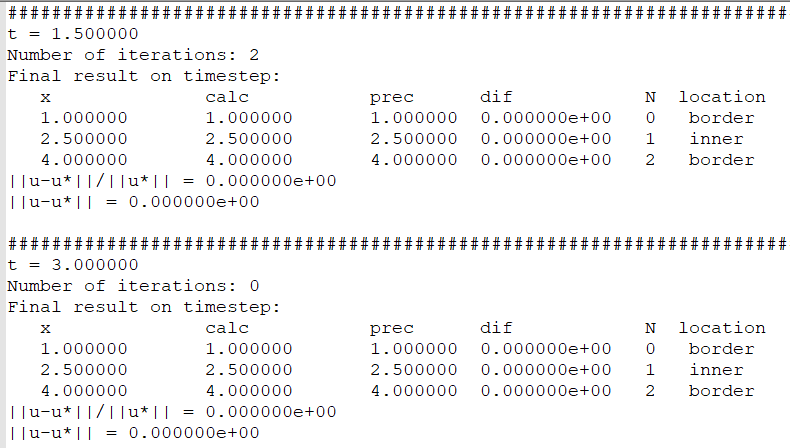 ########################################################################
t = 1.500000
Number of iterations: 2
Final result on timestep:
   x              calc           prec      dif            N  location
   1.000000       1.000000       1.000000  0.000000e+00   0   border
   2.500000       2.500000       2.500000  0.000000e+00   1   inner
   4.000000       4.000000       4.000000  0.000000e+00   2   border
||u-u*||/||u*|| = 0.000000e+00
||u-u*|| = 0.000000e+00
########################################################################
t = 3.000000
Number of iterations: 0
Final result on timestep:
   x              calc           prec      dif            N  location
   1.000000       1.000000       1.000000  0.000000e+00   0   border
   2.500000       2.500000       2.500000  0.000000e+00   1   inner
   4.000000       4.000000       4.000000  0.000000e+00   2   border
||u-u*||/||u*|| = 0.000000e+00
||u-u*|| = 0.000000e+00